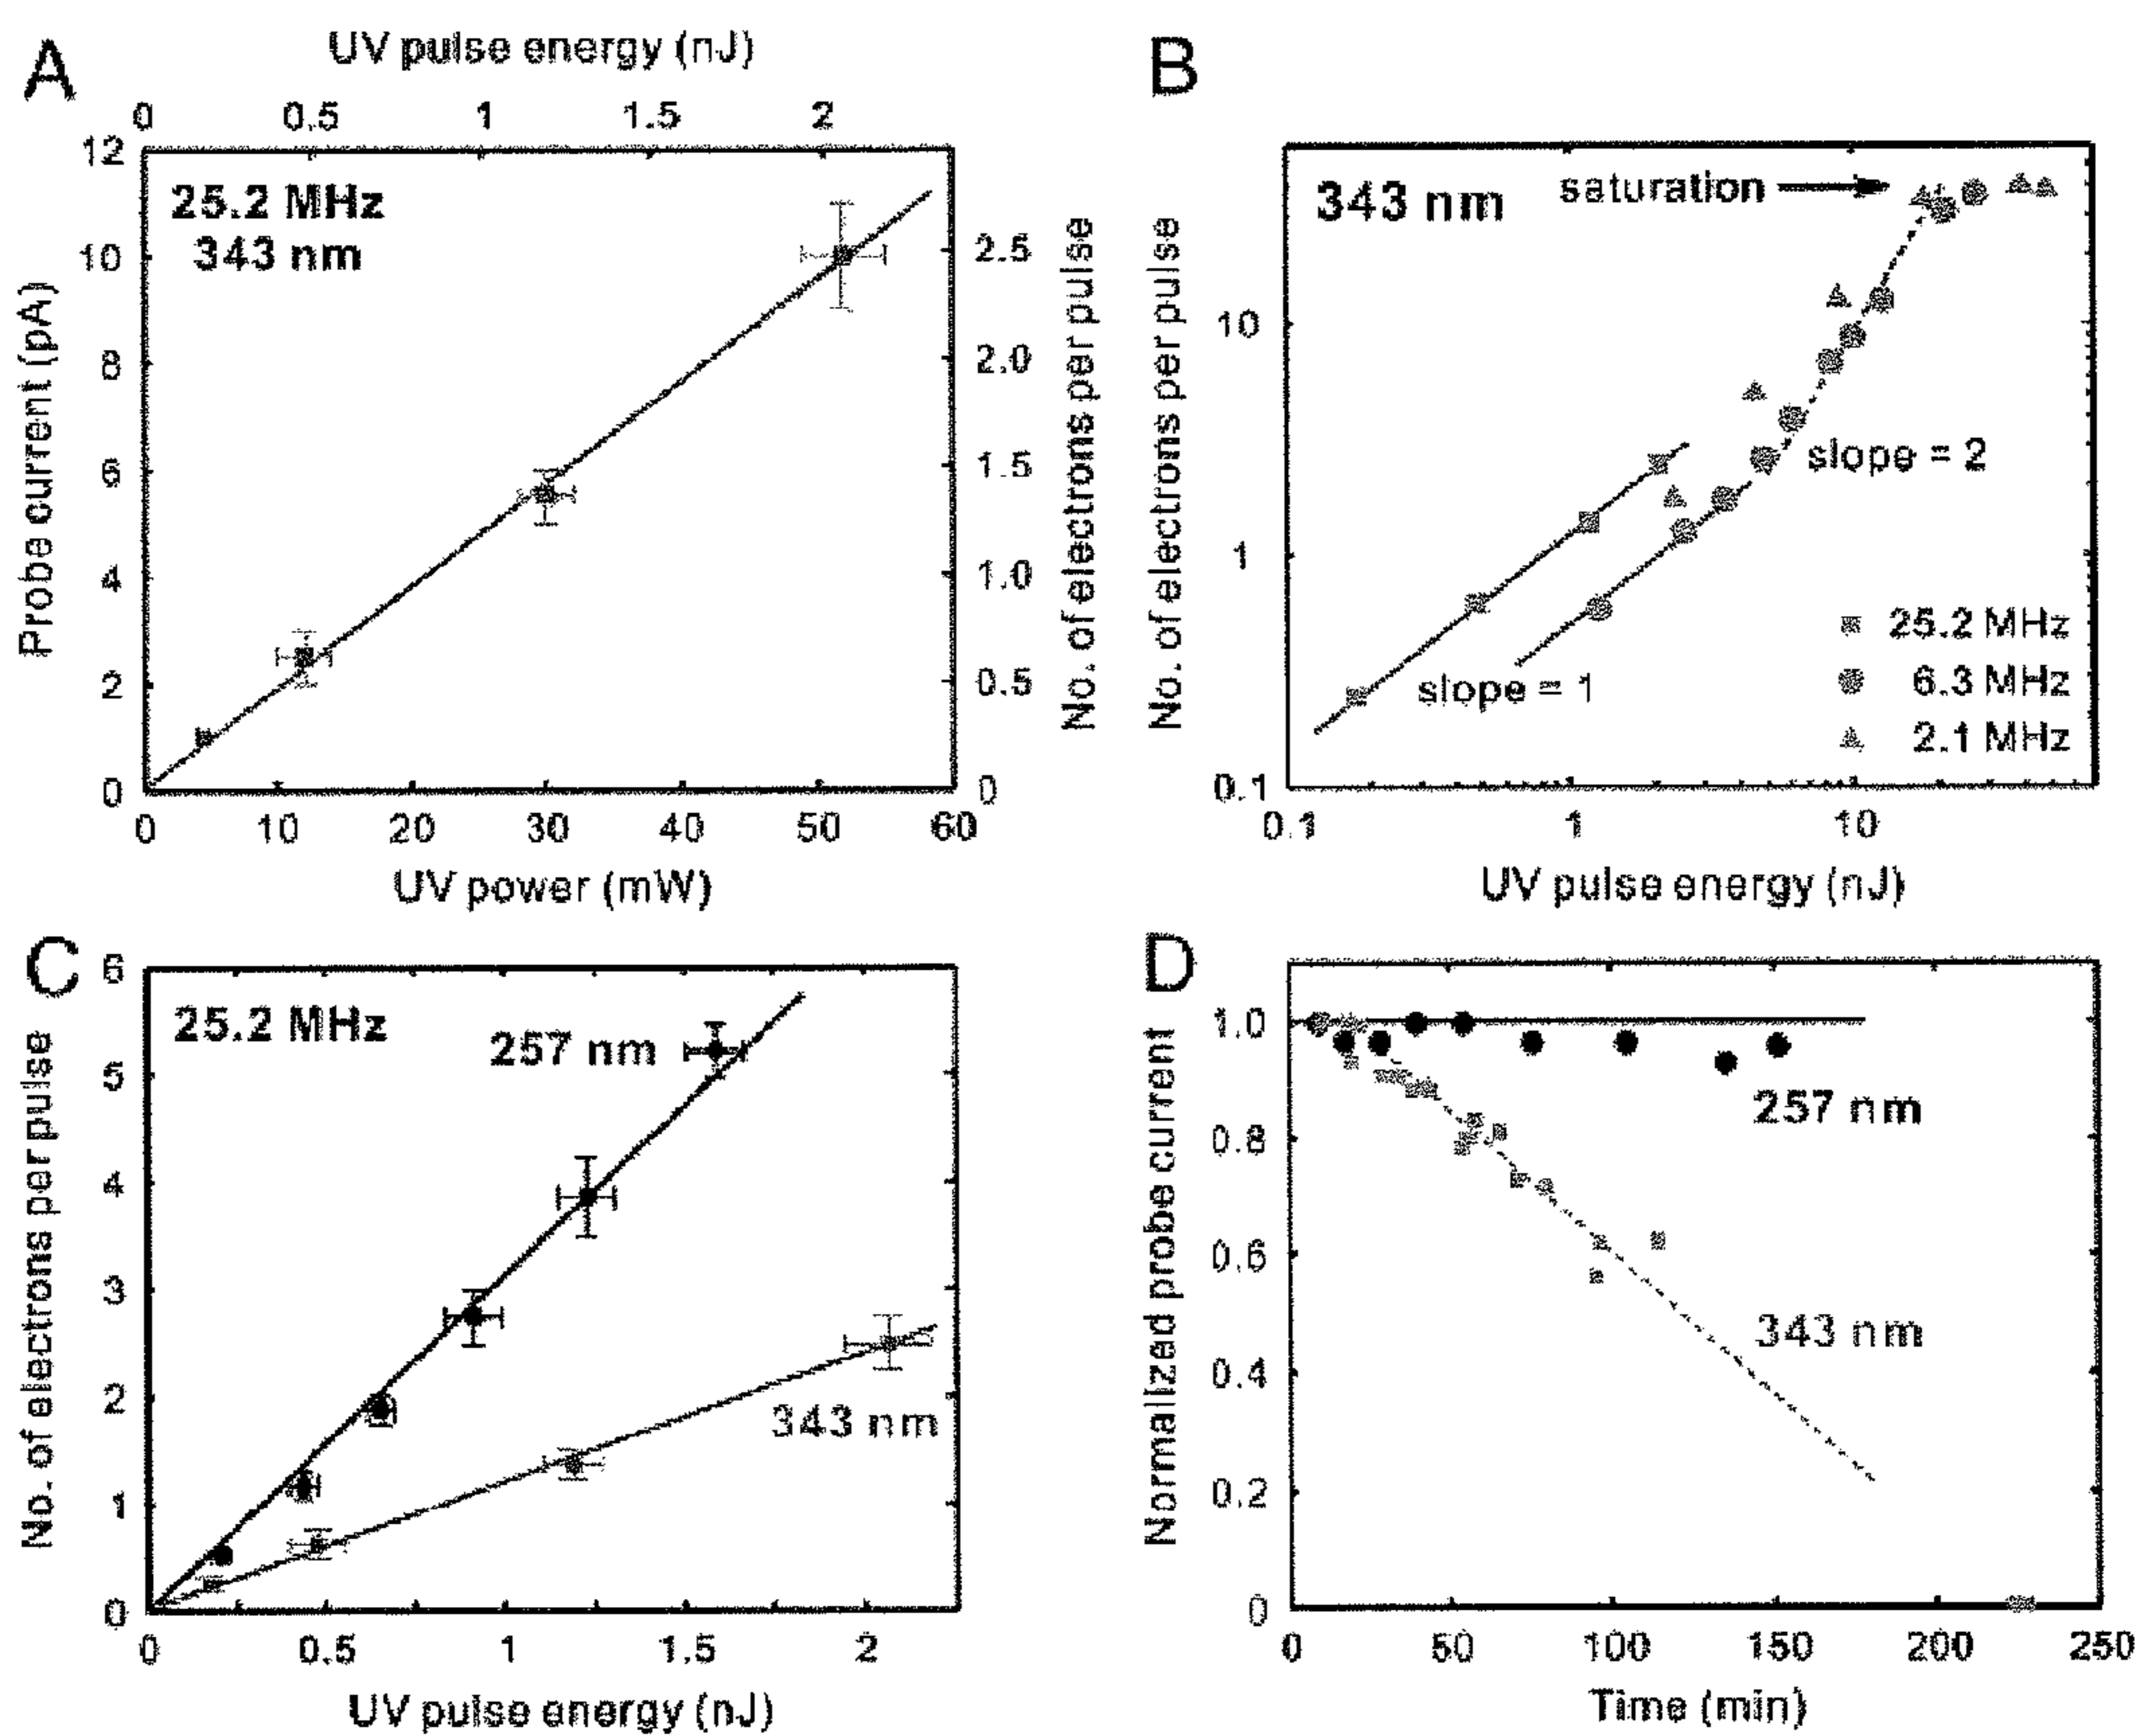 A
UV pulse energy (nJ)
0 0.5 1 1.5 2
12
10
8
6
4
2
0
Probe current (pA)
25.2 MHz
343 nm
2.5
2.0
1.5
1.0
0.5
0
No. of electrons per pulse
0 10 20 30 40 50 60
UV power (mW)
B
No. of electrons per pulse
10
1
0.1
343 nm
saturation
slope = 2
slope = 1
25.2 MHz
6.3 MHz
2.1 MHz
0.1 1 10
UV pulse energy (nJ)
C
No. of electrons per pulse
6
5
4
3
2
1
0
25.2 MHz
257 nm
343 nm
0 0.5 1 1.5 2
UV pulse energy (nJ)
D
Normalized probe current
1.0
0.8
0.6
0.4
0.2
0
257 nm
343 nm
0 50 100 150 200 250
Time (min)